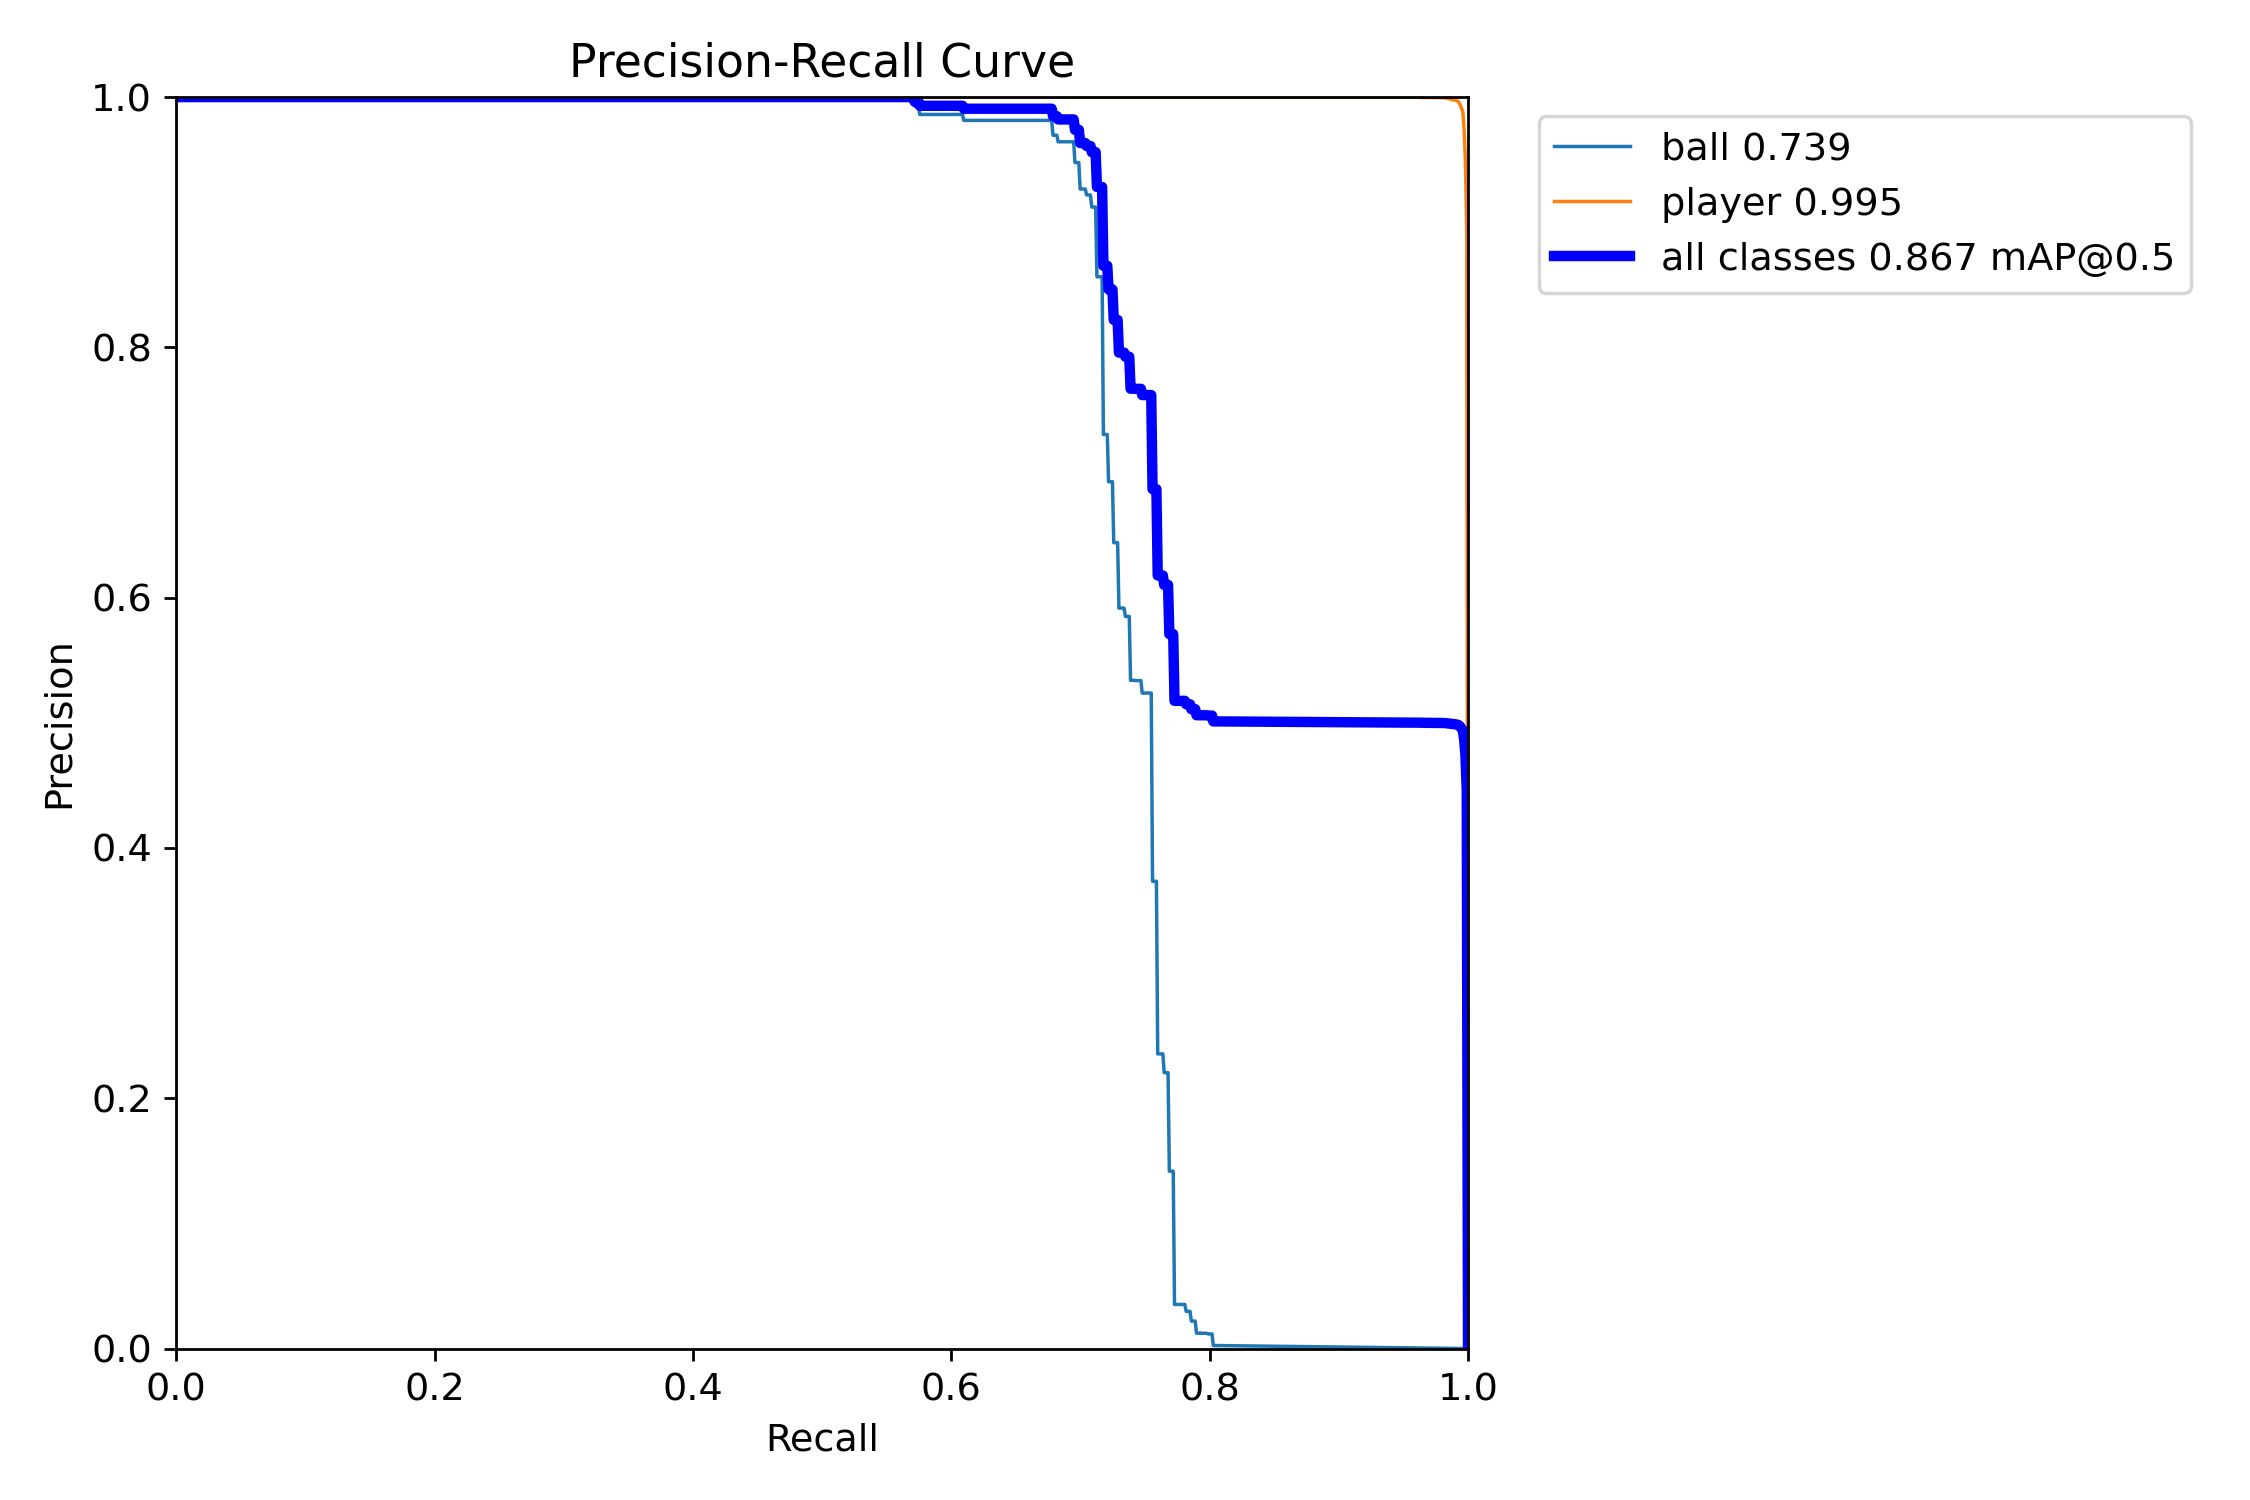 Precision-Recall Curve
1.0
0.8
0.6
0.4
0.2
0.0
Precision
0.0 0.2 0.4 0.6 0.8 1.0
Recall
ball 0.739
player 0.995
all classes 0.867 mAP@0.5